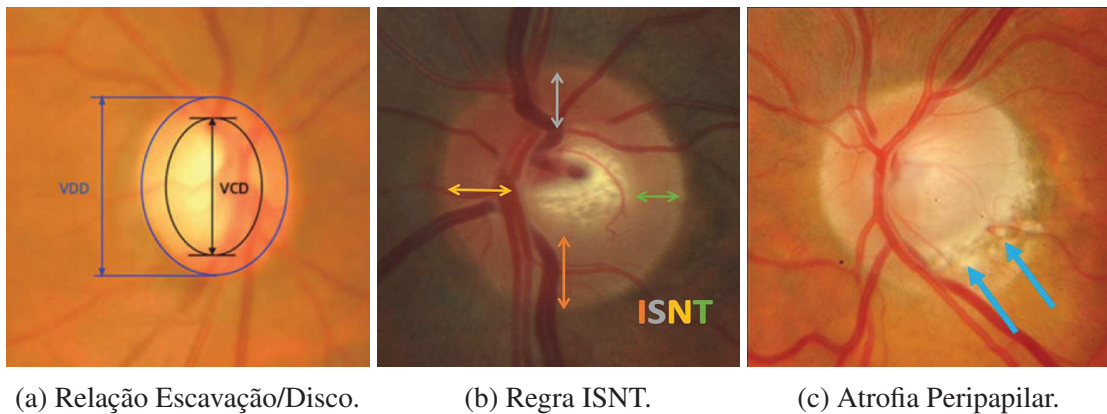 VDD
VCD
ISNT
(a) Relação Escavação/Disco.
(b) Regra ISNT.
(c) Atrofia Peripapilar.